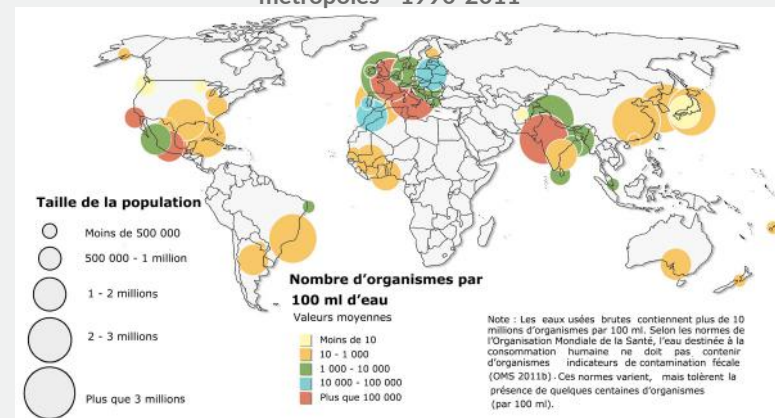 métropoles - 1990-2011
Taille de la population
Moins de 500 000
500 000 - 1 million
1 - 2 millions
2 - 3 millions
Plus que 3 millions
Nombre d'organismes par
100 ml d'eau
Valeurs moyennes
Moins de 10
10 - 1 000
1 000 - 10 000
10 000 - 100 000
Plus que 100 000
Note : Les eaux usées brutes contiennent plus de 10
millions d'organismes par 100 ml. Selon les normes de
l'Organisation Mondiale de la Santé, l'eau destinée à la
consommation humaine ne doit pas contenir
d'organismes indicateurs de contamination fécale
(OMS 2011b). Ces normes varient, mais tolèrent la
présence de quelques centaines d'organismes
(par 100 ml).